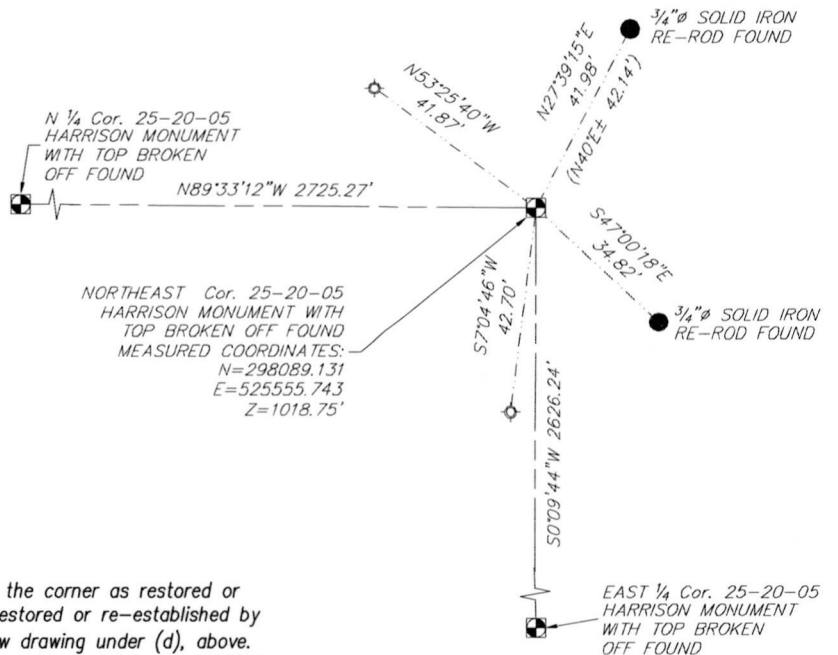 3/4"ø SOLID IRON
RE-ROD FOUND
N27°39'15"E
41.98'
(N40°E± 42.14')
N53°25'40"W
41.87'
N 1/4 Cor. 25-20-05
HARRISON MONUMENT
WITH TOP BROKEN
OFF FOUND
N89°33'12"W 2725.27'
S47°00'18"E
34.82'
3/4"ø SOLID IRON
RE-ROD FOUND
NORTHEAST Cor. 25-20-05
HARRISON MONUMENT WITH
TOP BROKEN OFF FOUND
MEASURED COORDINATES:
N=298089.131
E=525555.743
Z=1018.75'
S7°04'46"W
42.70'
S0°09'44"W 2626.24'
the corner as restored or
estored or re-established by
w drawing under (d), above.
EAST 1/4 Cor. 25-20-05
HARRISON MONUMENT
WITH TOP BROKEN
OFF FOUND